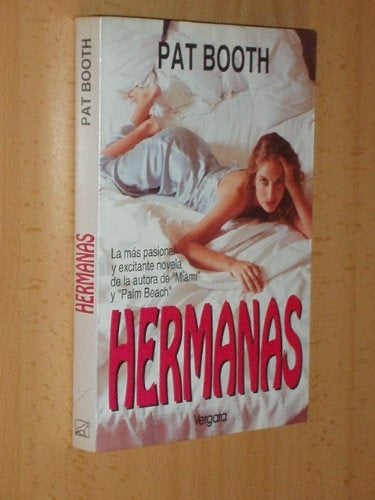 PAT BOOTH
La más pasional
y excitante novela
de la autora de "Miami"
y "Palm Beach"
HERMANAS
Vergara
PAT BOOTH
HERMANAS